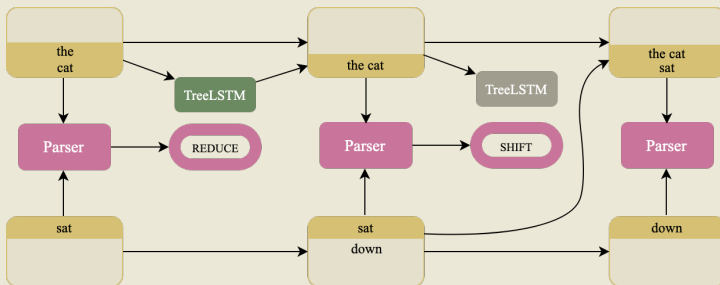 the
cat
the cat
the cat
sat
TreeLSTM
TreeLSTM
Parser
REDUCE
Parser
SHIFT
Parser
sat
sat
down
down